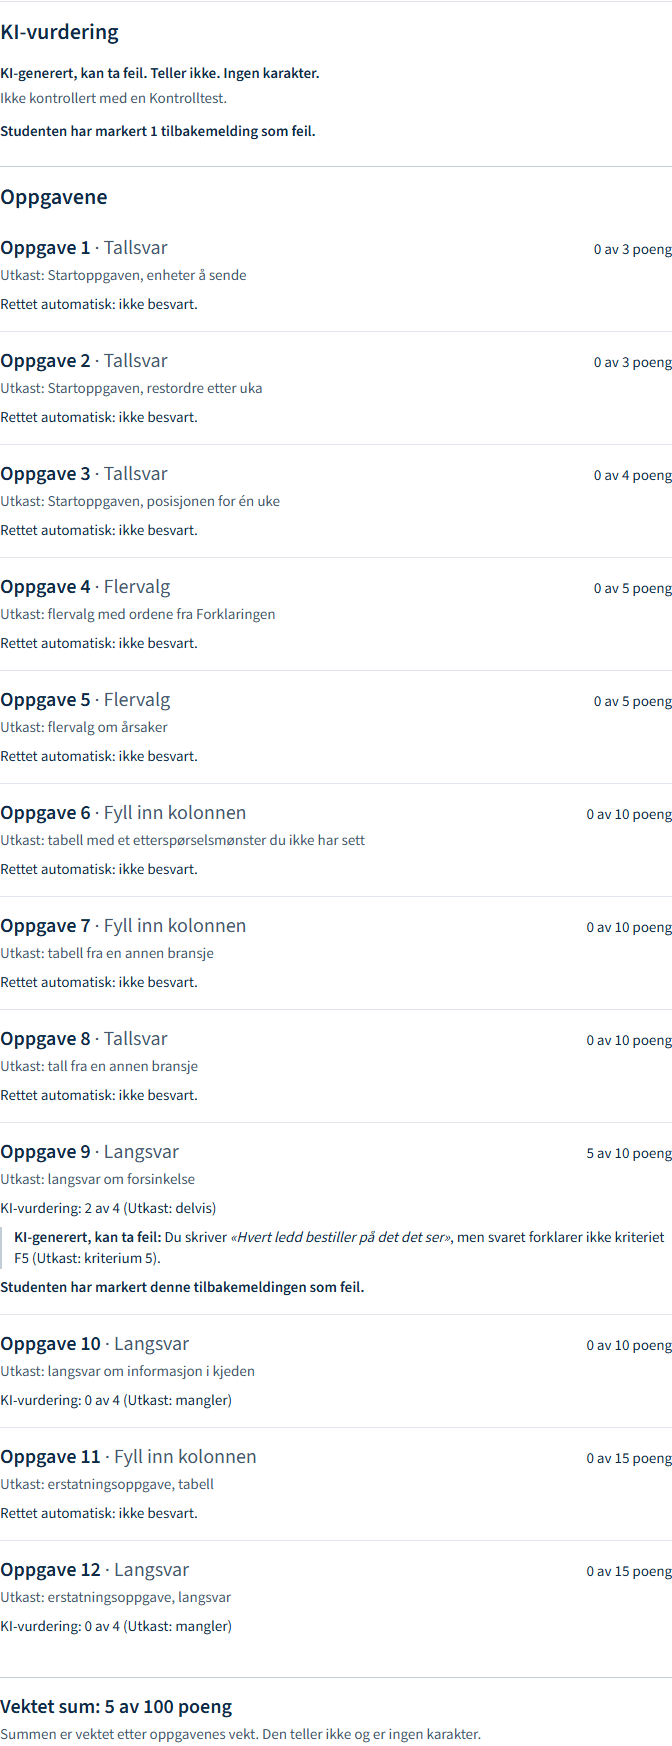 KI-vurdering
KI-generert, kan ta feil. Teller ikke. Ingen karakter.
Ikke kontrollert med en Kontrolltest.
Studenten har markert 1 tilbakemelding som feil.
Oppgavene
Oppgave 1 · Tallsvar 0 av 3 poeng
Utkast: Startoppgaven, enheter å sende
Rettet automatisk: ikke besvart.
Oppgave 2 · Tallsvar 0 av 3 poeng
Utkast: Startoppgaven, restordre etter uka
Rettet automatisk: ikke besvart.
Oppgave 3 · Tallsvar 0 av 4 poeng
Utkast: Startoppgaven, posisjonen for én uke
Rettet automatisk: ikke besvart.
Oppgave 4 · Flervalg 0 av 5 poeng
Utkast: flervalg med ordene fra Forklaringen
Rettet automatisk: ikke besvart.
Oppgave 5 · Flervalg 0 av 5 poeng
Utkast: flervalg om årsaker
Rettet automatisk: ikke besvart.
Oppgave 6 · Fyll inn kolonnen 0 av 10 poeng
Utkast: tabell med et etterspørselsmønster du ikke har sett
Rettet automatisk: ikke besvart.
Oppgave 7 · Fyll inn kolonnen 0 av 10 poeng
Utkast: tabell fra en annen bransje
Rettet automatisk: ikke besvart.
Oppgave 8 · Tallsvar 0 av 10 poeng
Utkast: tall fra en annen bransje
Rettet automatisk: ikke besvart.
Oppgave 9 · Langsvar 5 av 10 poeng
Utkast: langsvar om forsinkelse
KI-vurdering: 2 av 4 (Utkast: delvis)
KI-generert, kan ta feil: Du skriver «Hvert ledd bestiller på det det ser», men svaret forklarer ikke kriteriet
F5 (Utkast: kriterium 5).
Studenten har markert denne tilbakemeldingen som feil.
Oppgave 10 · Langsvar 0 av 10 poeng
Utkast: langsvar om informasjon i kjeden
KI-vurdering: 0 av 4 (Utkast: mangler)
Oppgave 11 · Fyll inn kolonnen 0 av 15 poeng
Utkast: erstatningsoppgave, tabell
Rettet automatisk: ikke besvart.
Oppgave 12 · Langsvar 0 av 15 poeng
Utkast: erstatningsoppgave, langsvar
KI-vurdering: 0 av 4 (Utkast: mangler)
Vektet sum: 5 av 100 poeng
Summen er vektet etter oppgavenes vekt. Den teller ikke og er ingen karakter.